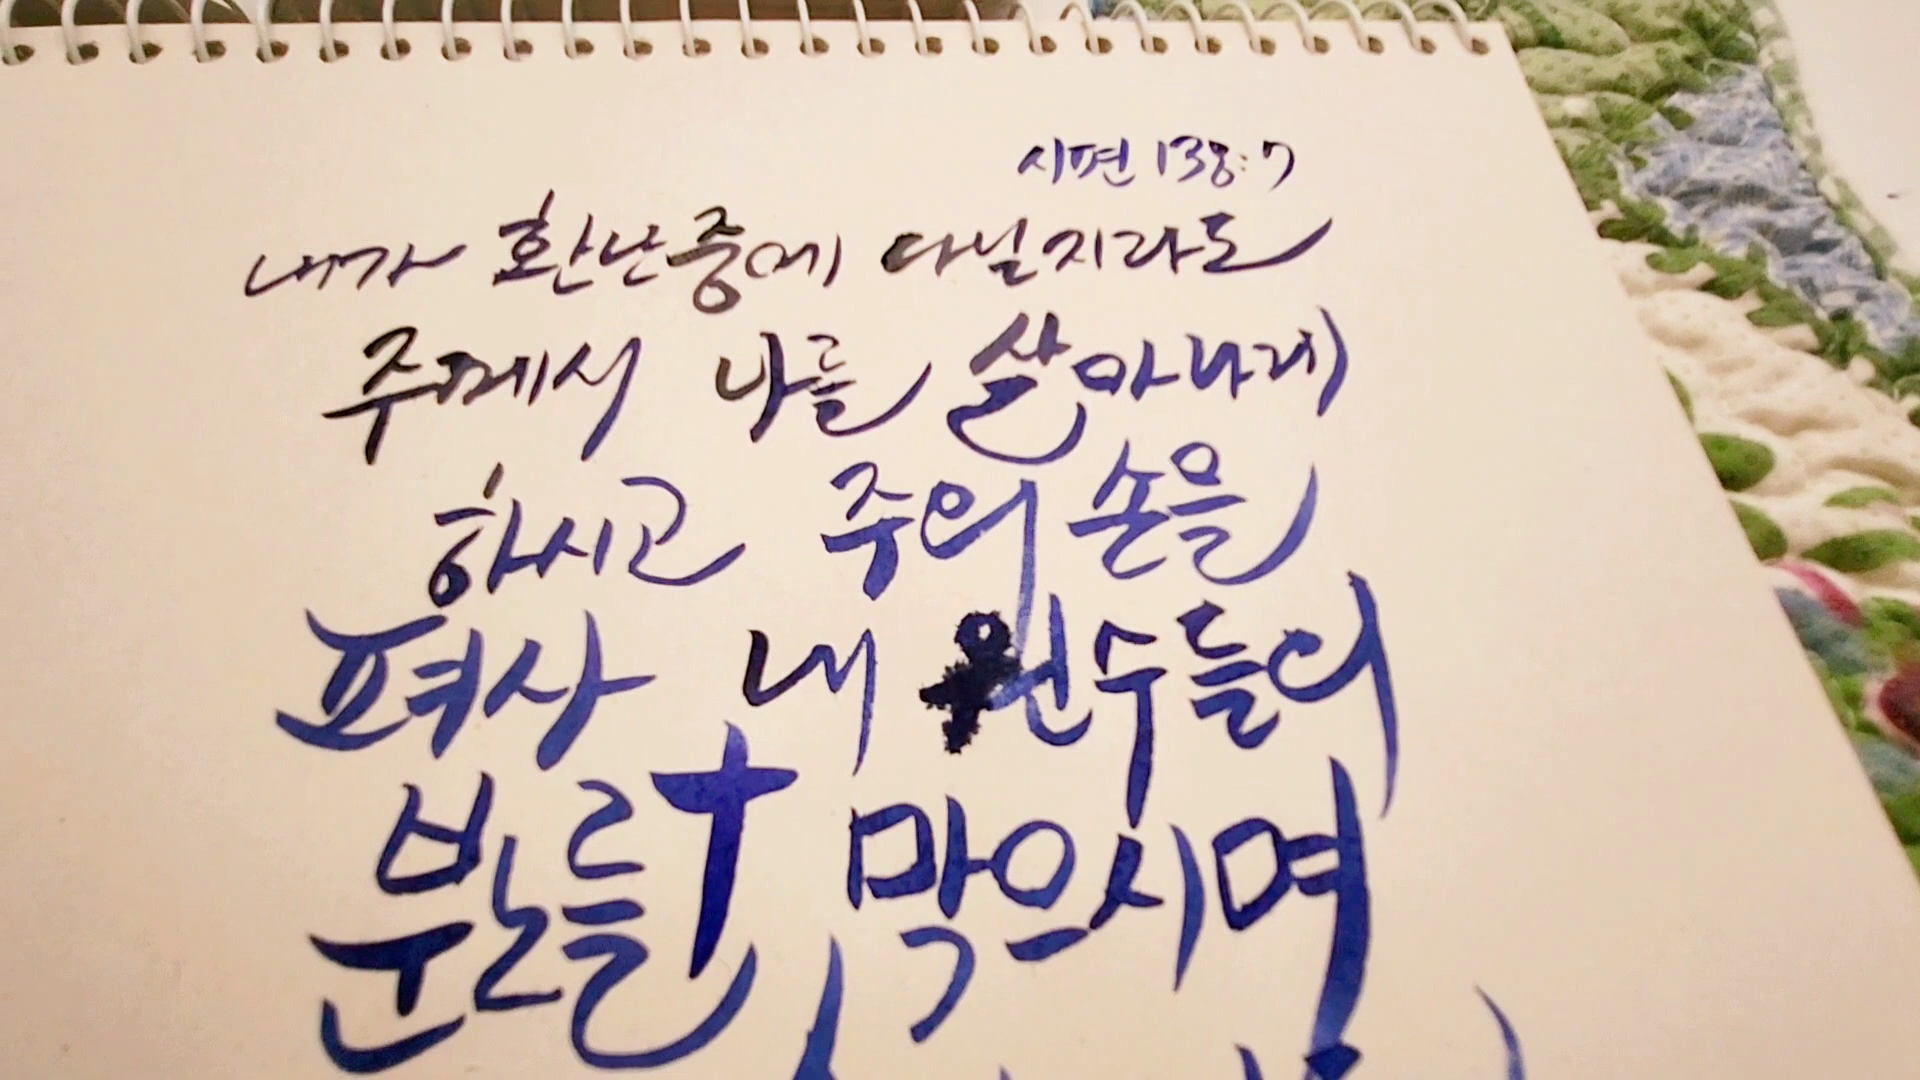 시편 138:7
내가 환난중에 다닐지라도
주께서 나를 살아나게
하시고 주의 손을
펴사 내 원수들의
분노를 막으시며